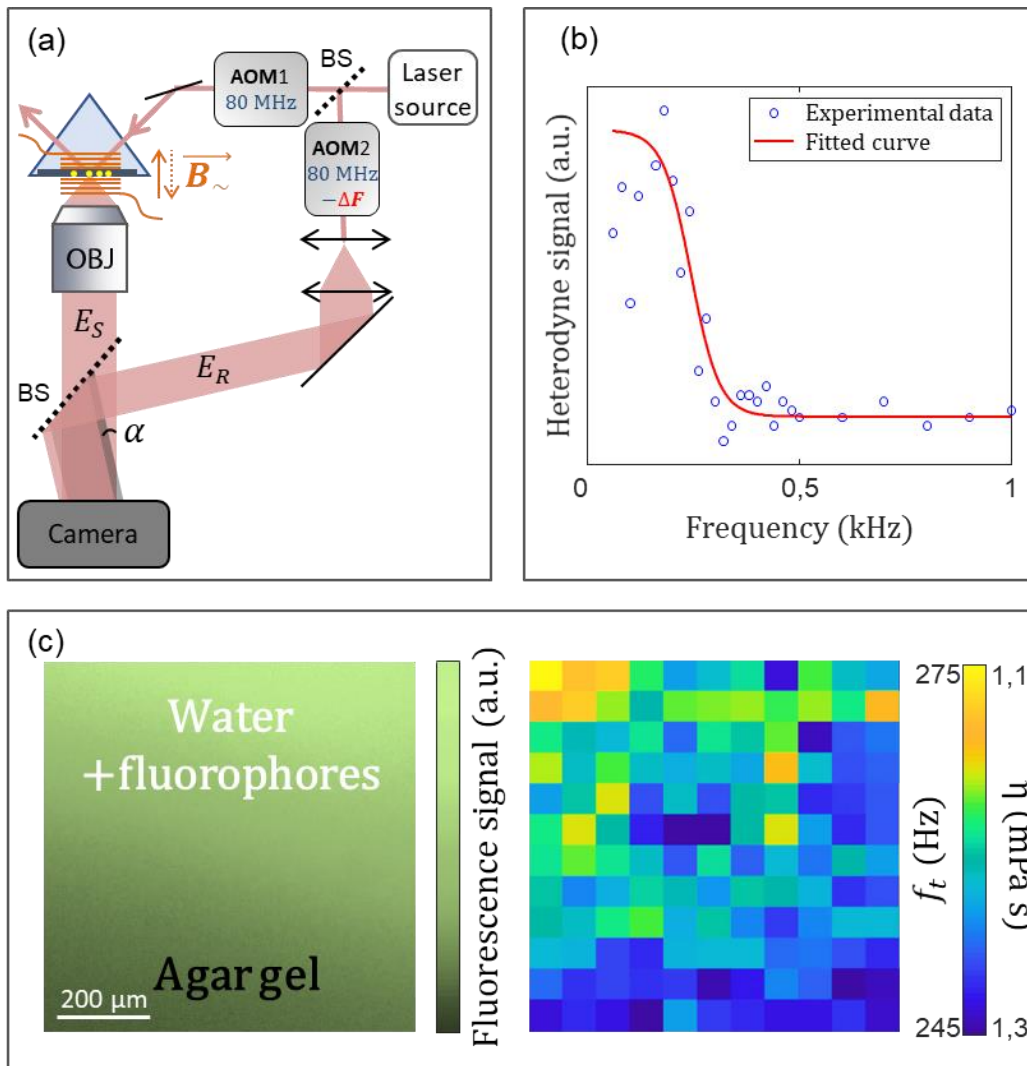 (a)
BS
AOM1
80 MHz
Laser
source
AOM2
80 MHz
−ΔF
B~
OBJ
E_S
E_R
BS
α
Camera
(b)
Heterodyne signal (a.u.)
Experimental data
Fitted curve
0
0,5
1
Frequency (kHz)
(c)
Water
+fluorophores
Agar gel
200 µm
Fluorescence signal (a.u.)
275
245
f_t (Hz)
1,1
1,3
η (mPa s)